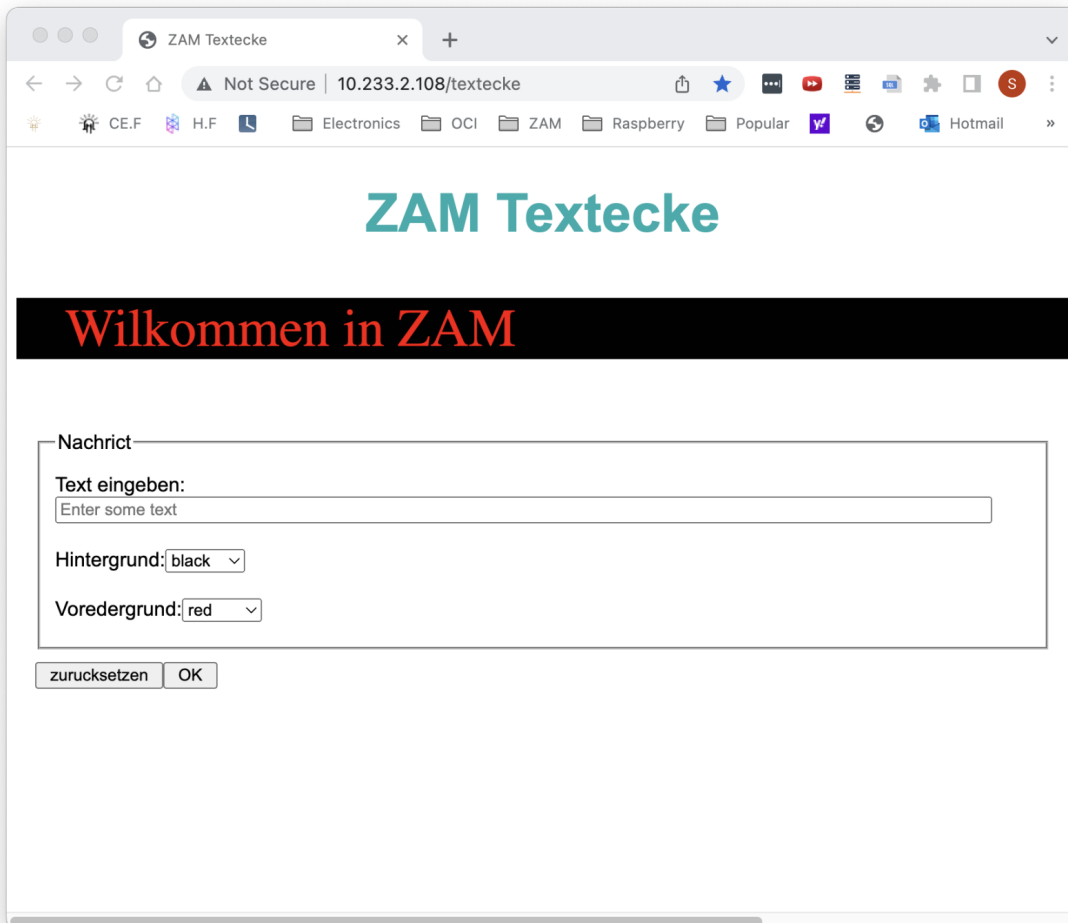 ZAM Textecke
Not Secure 10.233.2.108/textecke S
CE.F H.F Electronics OCI ZAM Raspberry Popular y! Hotmail »
ZAM Textecke
Wilkommen in ZAM
Nachrict
Text eingeben:
Enter some text
Hintergrund: black
Voredergrund: red
zurucksetzen OK